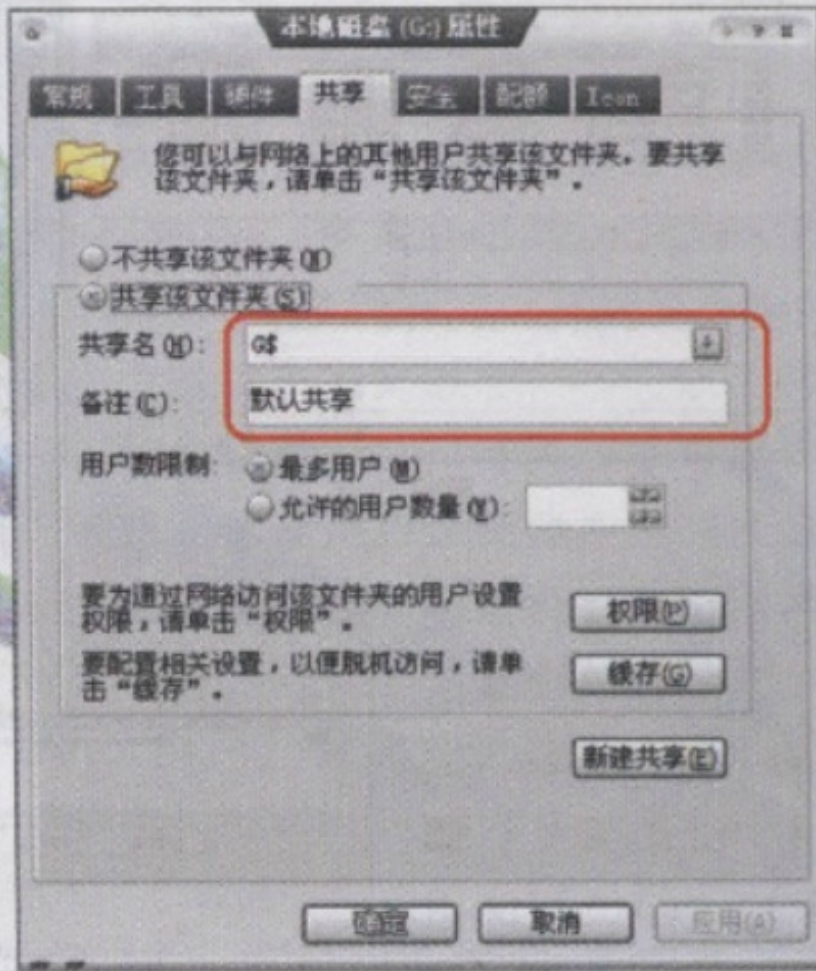 本地磁盘 (G:) 属性
常规 工具 硬件 共享 安全 配额 Icon
您可以与网络上的其他用户共享该文件夹。要共享
该文件夹，请单击“共享该文件夹”。
不共享该文件夹(N)
共享该文件夹(S)
共享名(H): G$
备注(C): 默认共享
用户数限制: 最多用户(M)
允许的用户数量(W):
要为通过网络访问该文件夹的用户设置
权限，请单击“权限”。
权限(P)
要配置相关设置，以便脱机访问，请单
击“缓存”。
缓存(G)
新建共享(E)
确定 取消 应用(A)